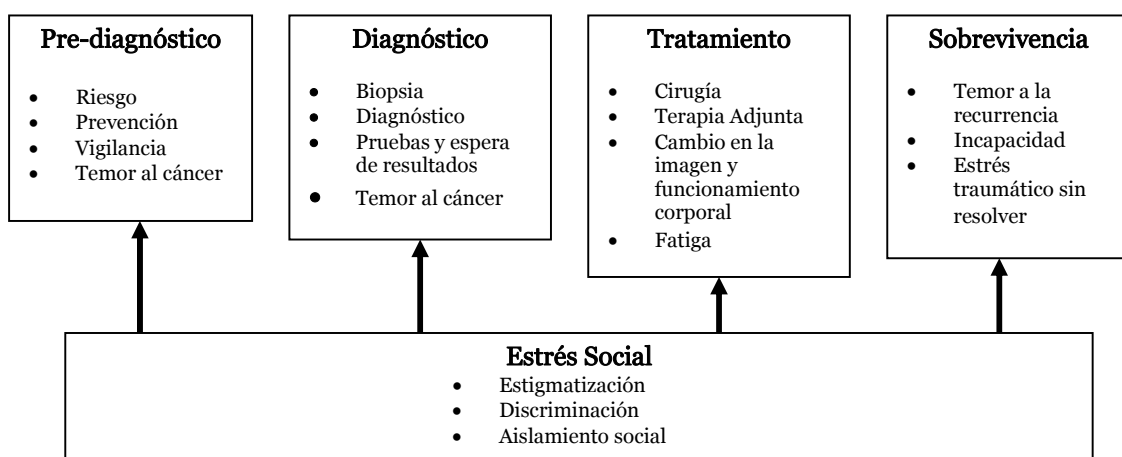 Pre-diagnóstico
• Riesgo
• Prevención
• Vigilancia
• Temor al cáncer
Diagnóstico
• Biopsia
• Diagnóstico
• Pruebas y espera
de resultados
• Temor al cáncer
Tratamiento
• Cirugía
• Terapia Adjunta
• Cambio en la
imagen y
funcionamiento
corporal
• Fatiga
Sobrevivencia
• Temor a la
recurrencia
• Incapacidad
• Estrés
traumático sin
resolver
Estrés Social
• Estigmatización
• Discriminación
• Aislamiento social